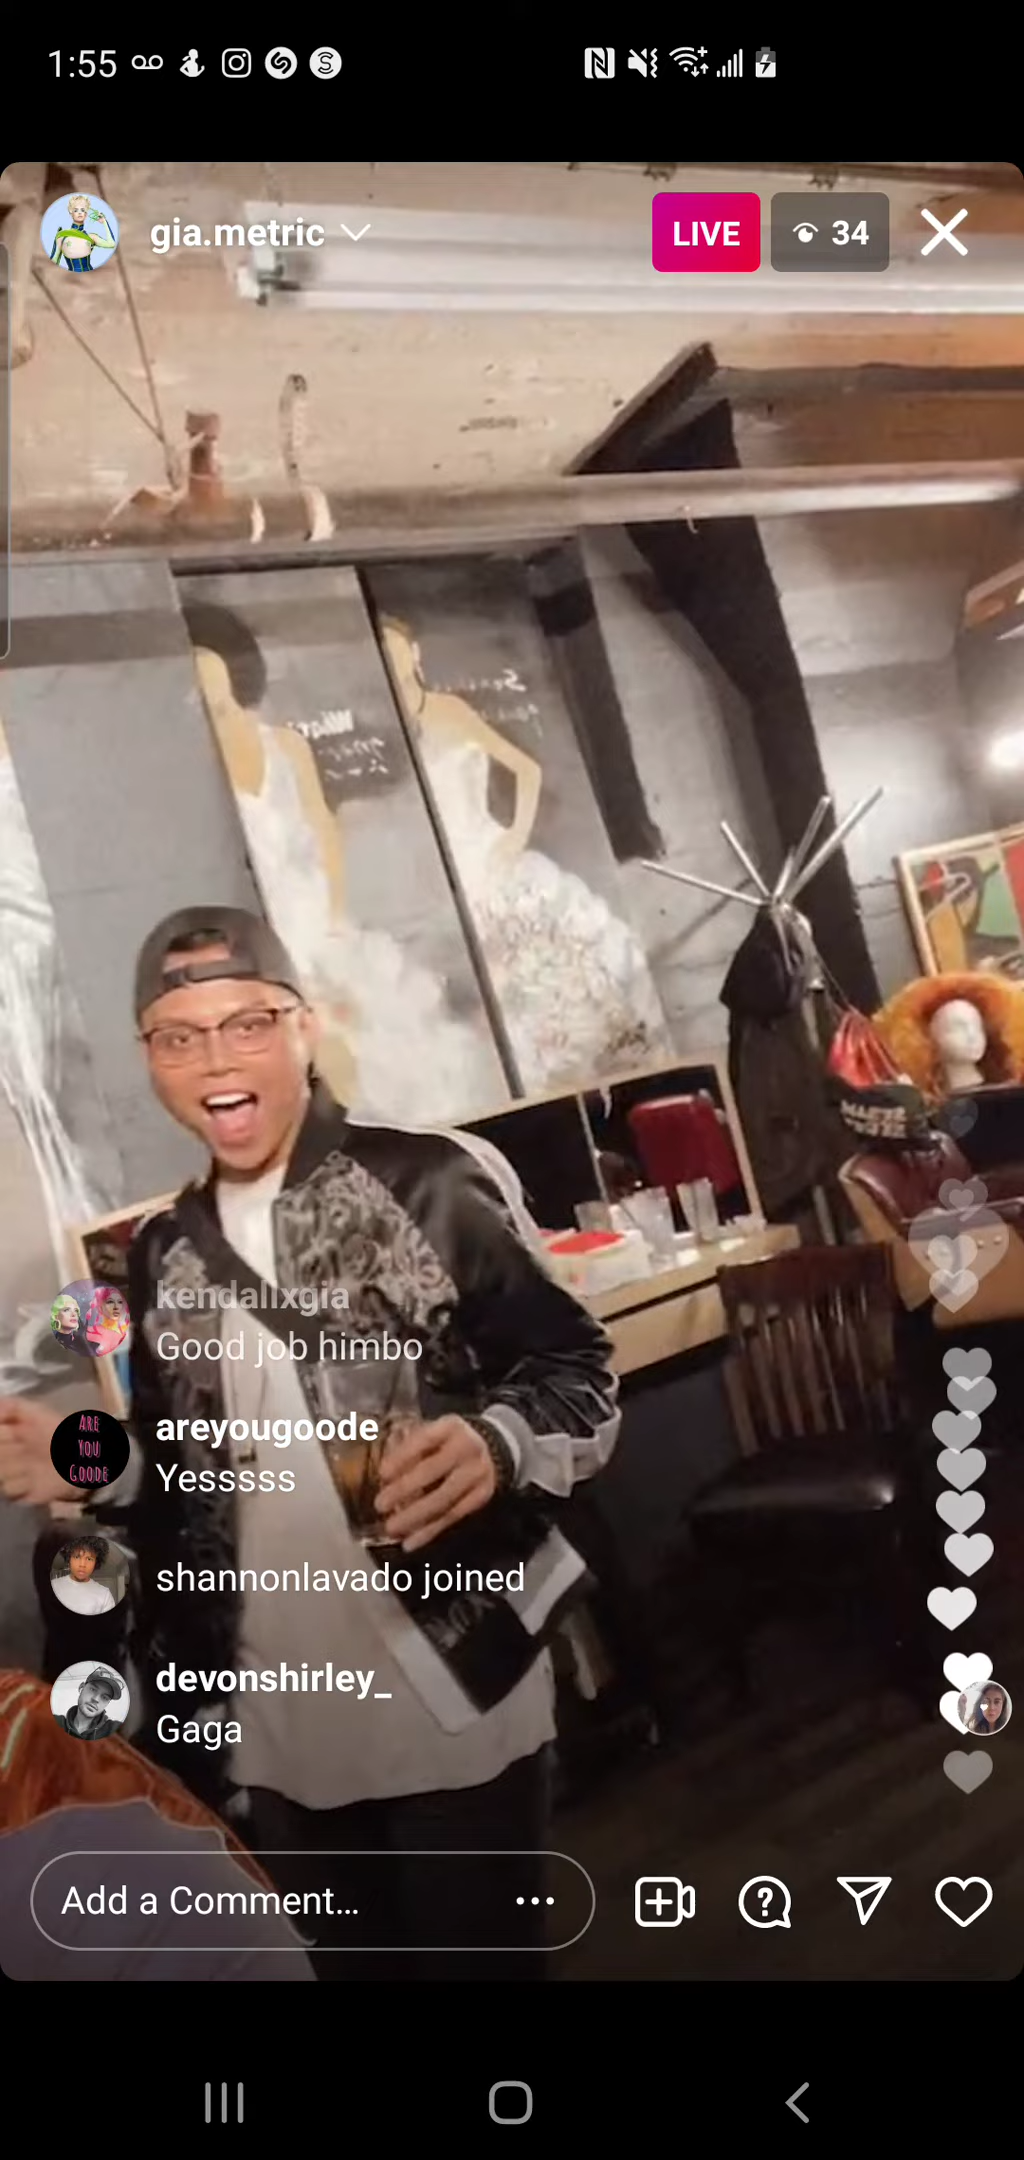 1:55
gia.metric
LIVE
34
kendallxgia
Good job himbo
ARE
YOU
GOODE
areyougoode
Yesssss
shannonlavado joined
devonshirley_
Gaga
Add a Comment...